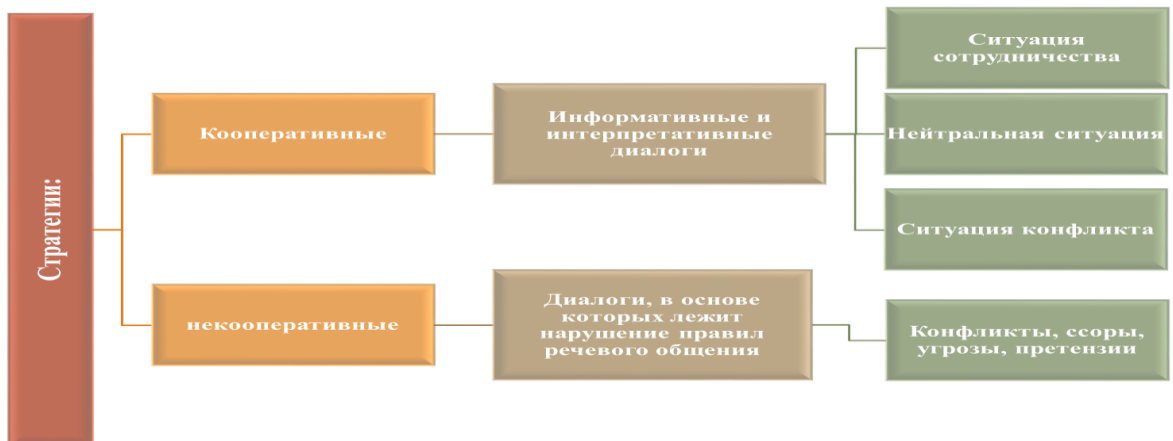 Стратегии:
Кооперативные
Информативные и
интерпретативные
диалоги
Ситуация
сотрудничества
Нейтральная ситуация
Ситуация конфликта
некооперативные
Диалоги, в основе
которых лежит
нарушение правил
речевого общения
Конфликты, ссоры,
угрозы, претензии